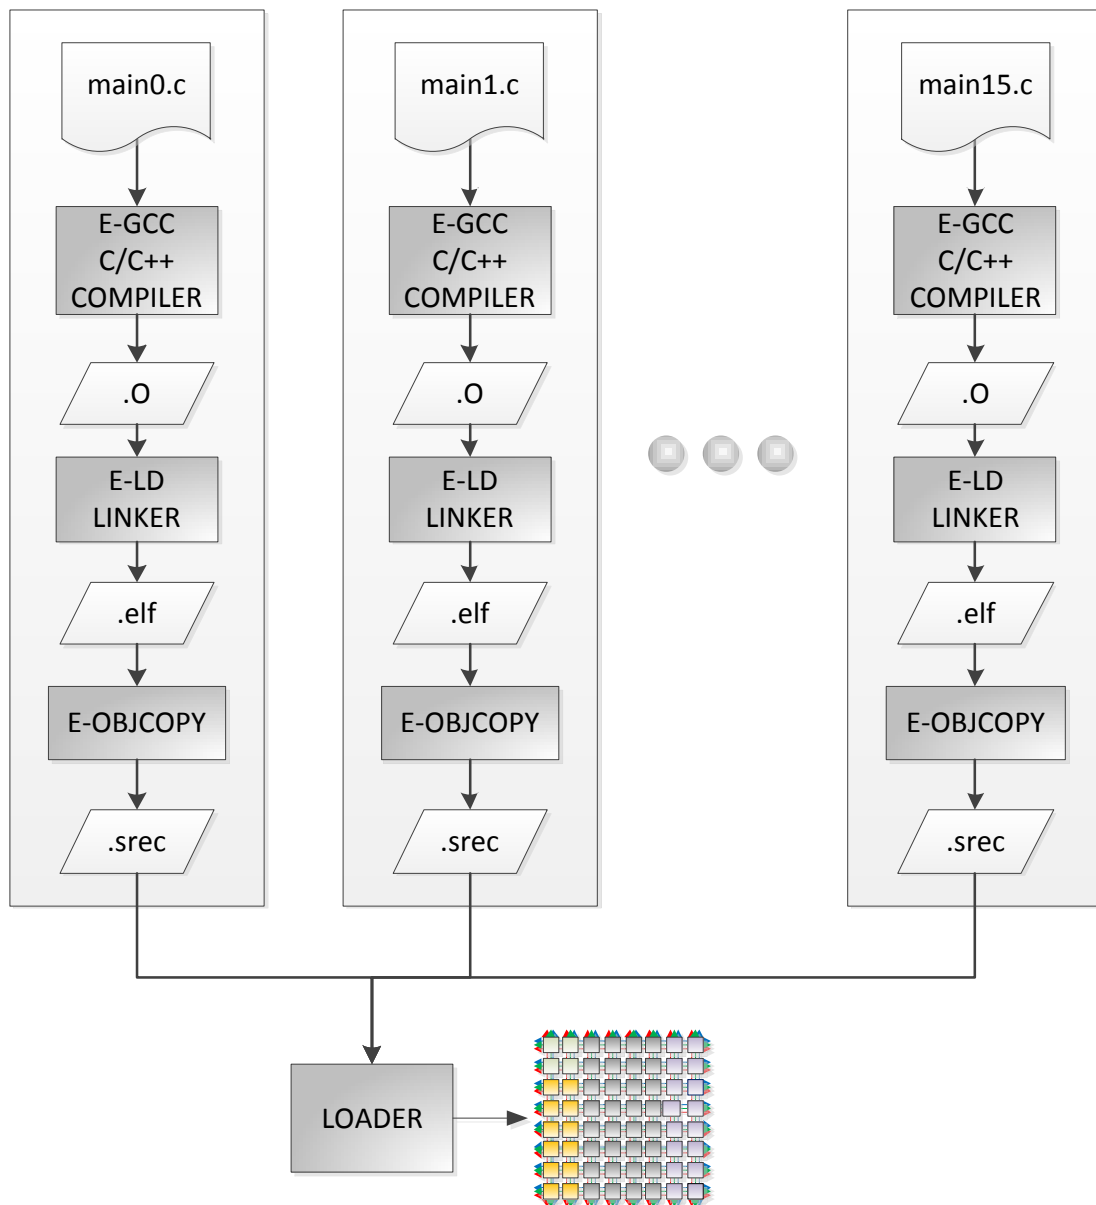 main0.c
E-GCC
C/C++
COMPILER
.O
E-LD
LINKER
.elf
E-OBJCOPY
.srec
main1.c
E-GCC
C/C++
COMPILER
.O
E-LD
LINKER
.elf
E-OBJCOPY
.srec
main15.c
E-GCC
C/C++
COMPILER
.O
E-LD
LINKER
.elf
E-OBJCOPY
.srec
LOADER